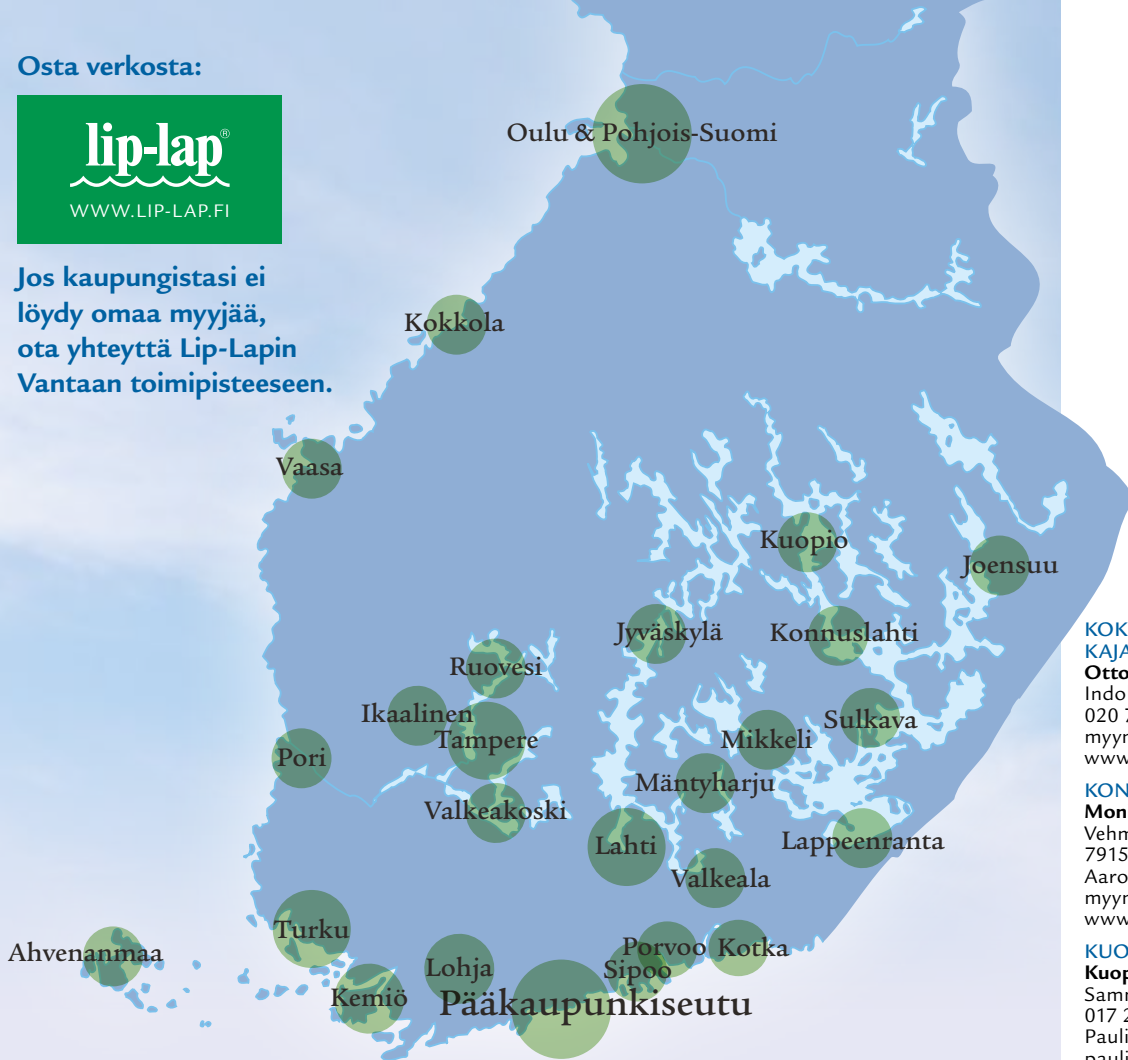 Osta verkosta:
lip-lap®
WWW.LIP-LAP.FI
Jos kaupungistasi ei
löydy omaa myyjää,
ota yhteyttä Lip-Lapin
Vantaan toimipisteeseen.
Oulu & Pohjois-Suomi
Kokkola
Vaasa
Kuopio
Joensuu
Jyväskylä
Konnuslahti
Ruovesi
Ikaalinen
Tampere
Sulkava
Mikkeli
Pori
Mäntyharju
Valkeakoski
Lahti
Lappeenranta
Valkeala
Turku
Ahvenanmaa
Lohja
Porvoo
Kotka
Sipoo
Kemiö
Pääkaupunkiseutu
KOK
KAJA
Otto
Indo
020 7
myyn
www
KON
Mon
Vehm
7915
Aaro
myyn
www
KUO
Kuop
Samm
017 2
Pauli
pauli